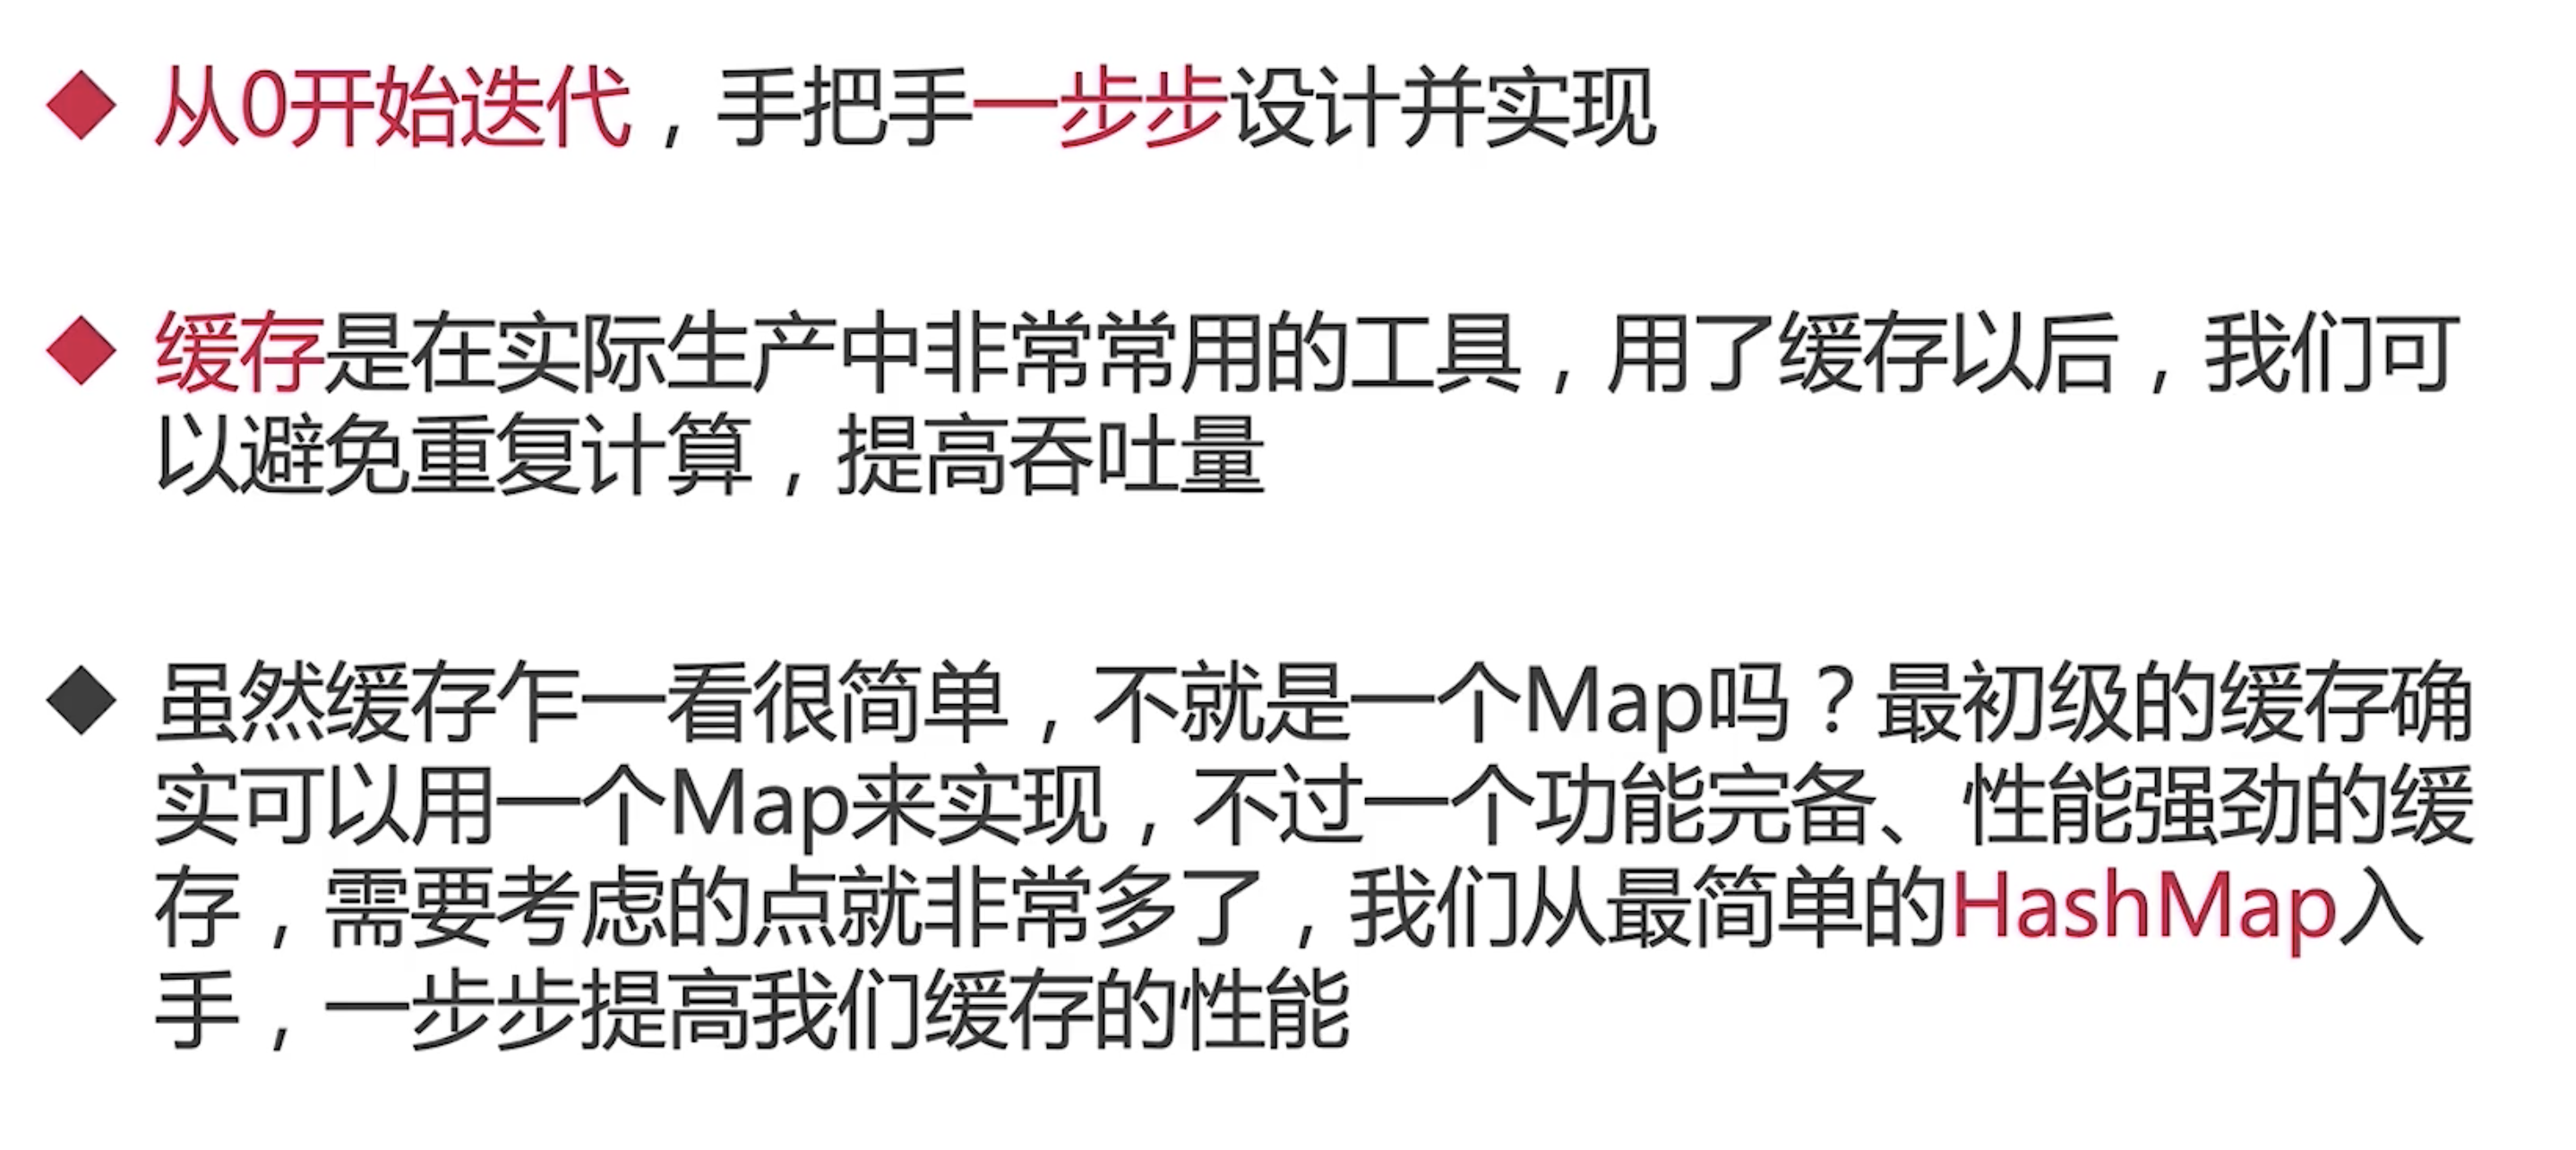 从0开始迭代，手把手一步步设计并实现
缓存是在实际生产中非常常用的工具，用了缓存以后，我们可
以避免重复计算，提高吞吐量
虽然缓存乍一看很简单，不就是一个Map吗？最初级的缓存确
实可以用一个Map来实现，不过一个功能完备、性能强劲的缓
存，需要考虑的点就非常多了，我们从最简单的HashMap入
手，一步步提高我们缓存的性能